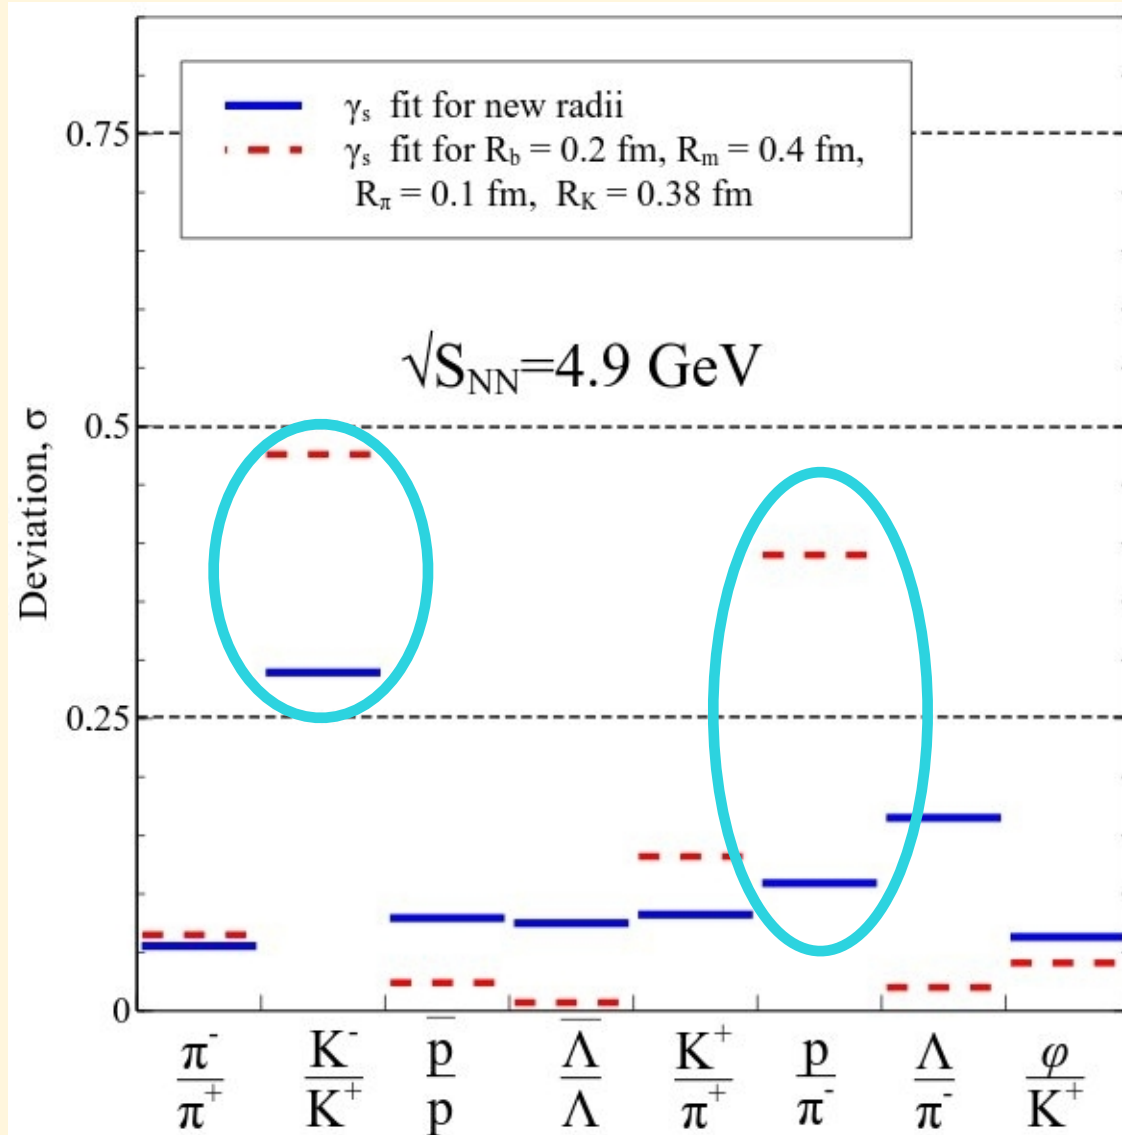 γs fit for new radii
γs fit for Rb = 0.2 fm, Rm = 0.4 fm,
Rπ = 0.1 fm, RK = 0.38 fm
√SNN=4.9 GeV
Deviation, σ
0.75
0.5
0.25
0
π⁻/π⁺ K⁻/K⁺ p̅/p Λ̅/Λ K⁺/π⁺ p/π⁻ Λ/π⁻ φ/K⁺